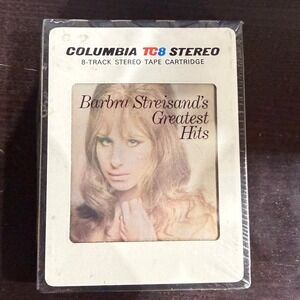 COLUMBIA TC8 STEREO
8-TRACK STEREO TAPE CARTRIDGE
Barbra Streisand's
Greatest
Hits